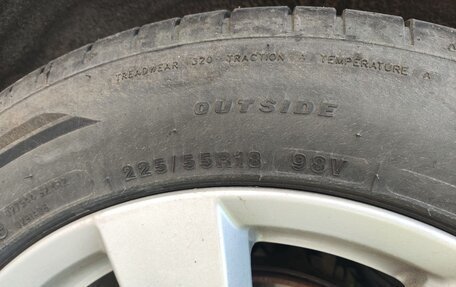 TREADWEAR 320 TRACTION A TEMPERATURE A
OUTSIDE
225/55R18 98V